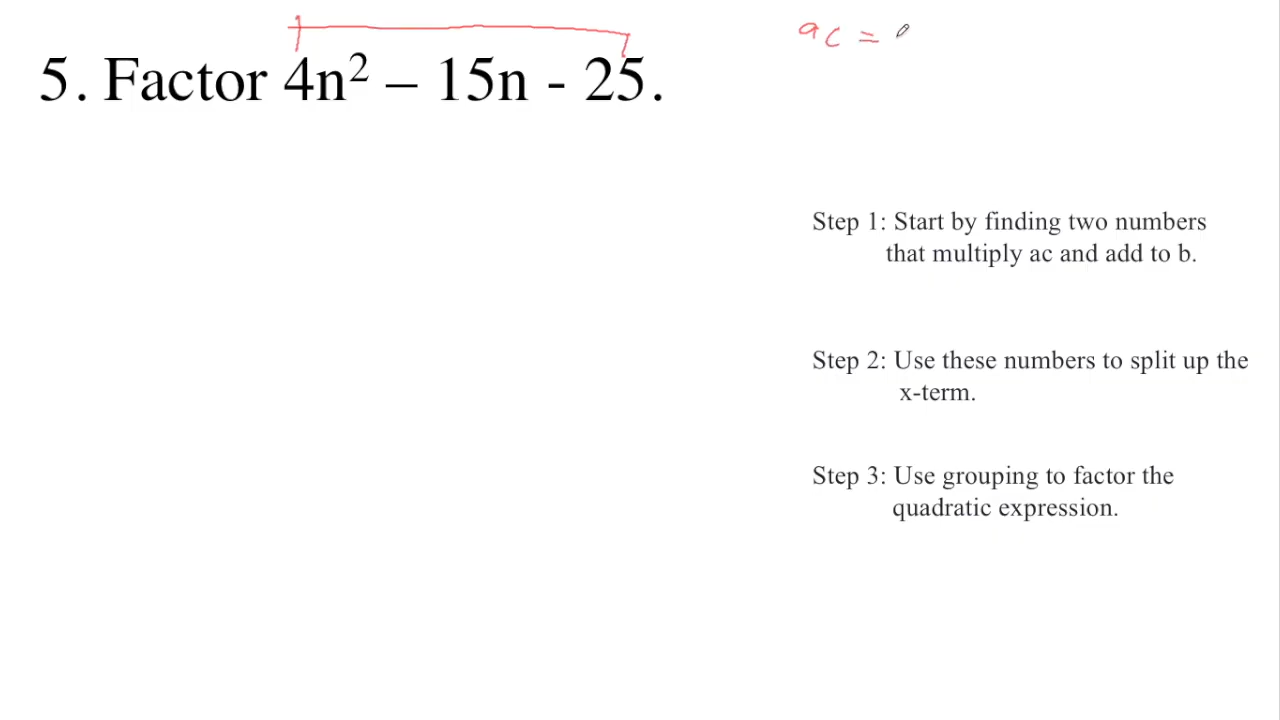 ac =
5. Factor 4n² – 15n - 25.
Step 1: Start by finding two numbers
that multiply ac and add to b.
Step 2: Use these numbers to split up the
x-term.
Step 3: Use grouping to factor the
quadratic expression.